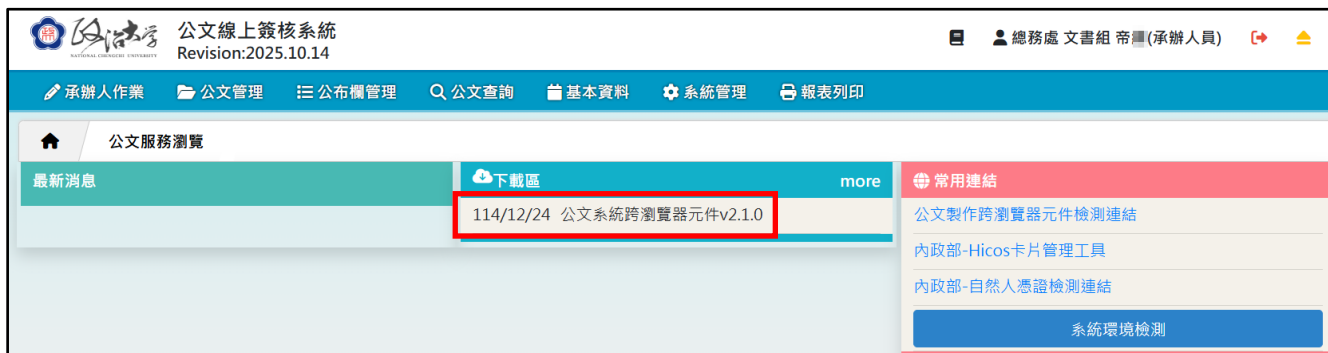 政治大學
NATIONAL CHENGCHI UNIVERSITY
公文線上簽核系統
Revision:2025.10.14
總務處 文書組 帝 (承辦人員)
承辦人作業 公文管理 公布欄管理 公文查詢 基本資料 系統管理 報表列印
公文服務瀏覽
最新消息
下載區 more
114/12/24 公文系統跨瀏覽器元件v2.1.0
常用連結
公文製作跨瀏覽器元件檢測連結
內政部-Hicos卡片管理工具
內政部-自然人憑證檢測連結
系統環境檢測